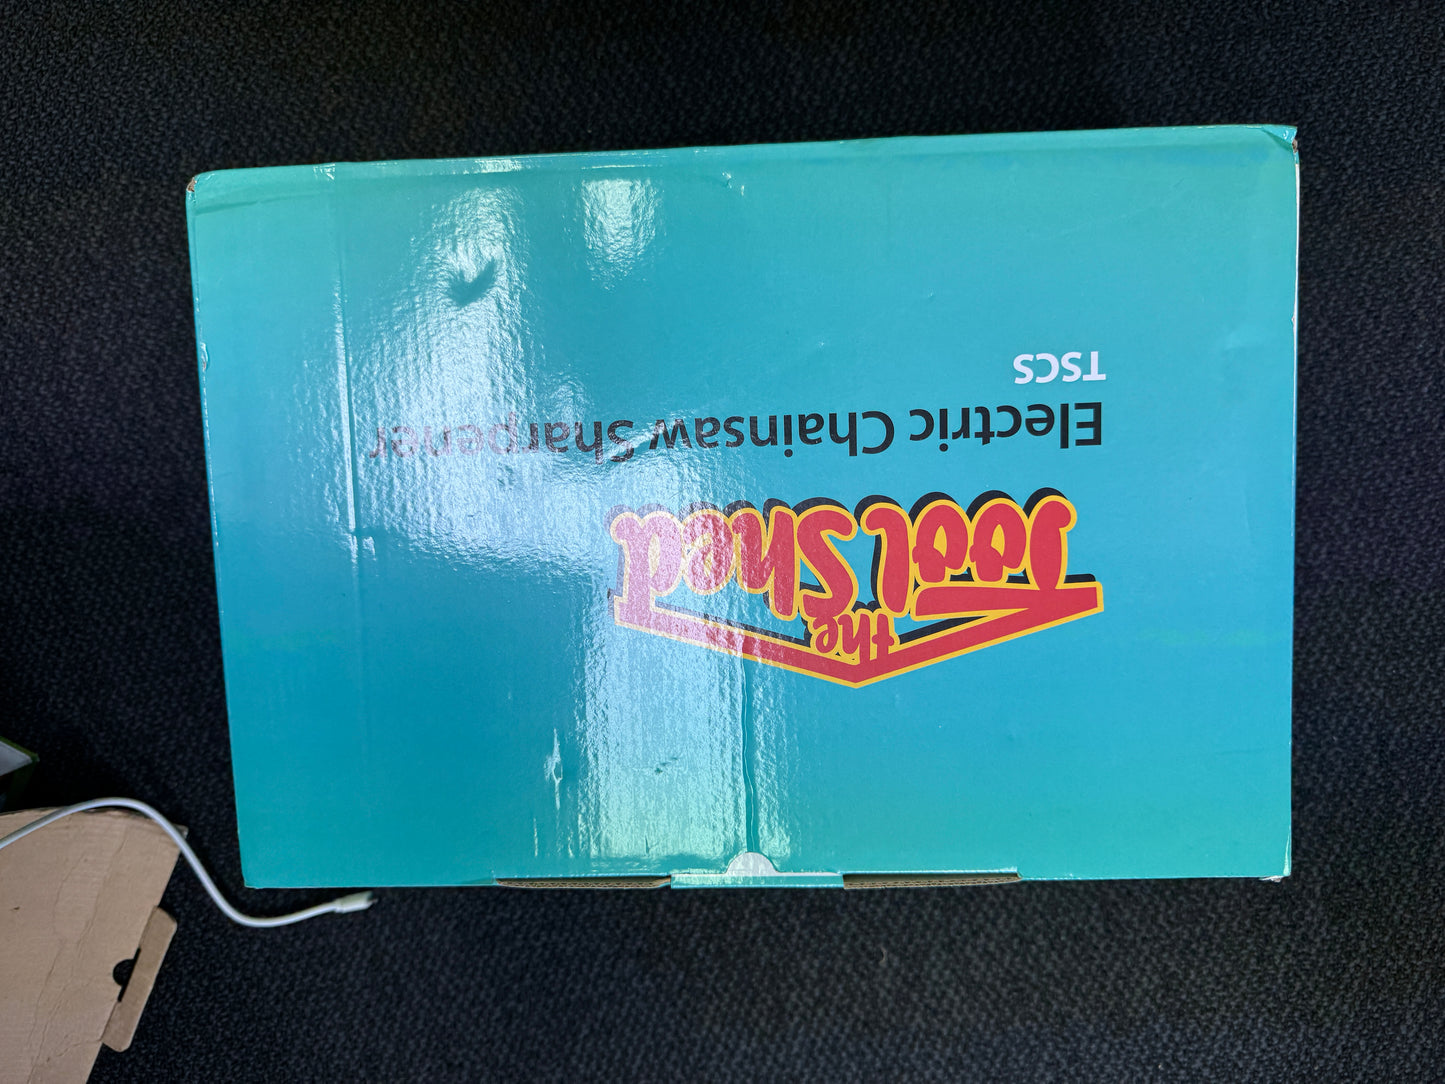 the
Tool Shed
Electric Chainsaw Sharpener
TSCS